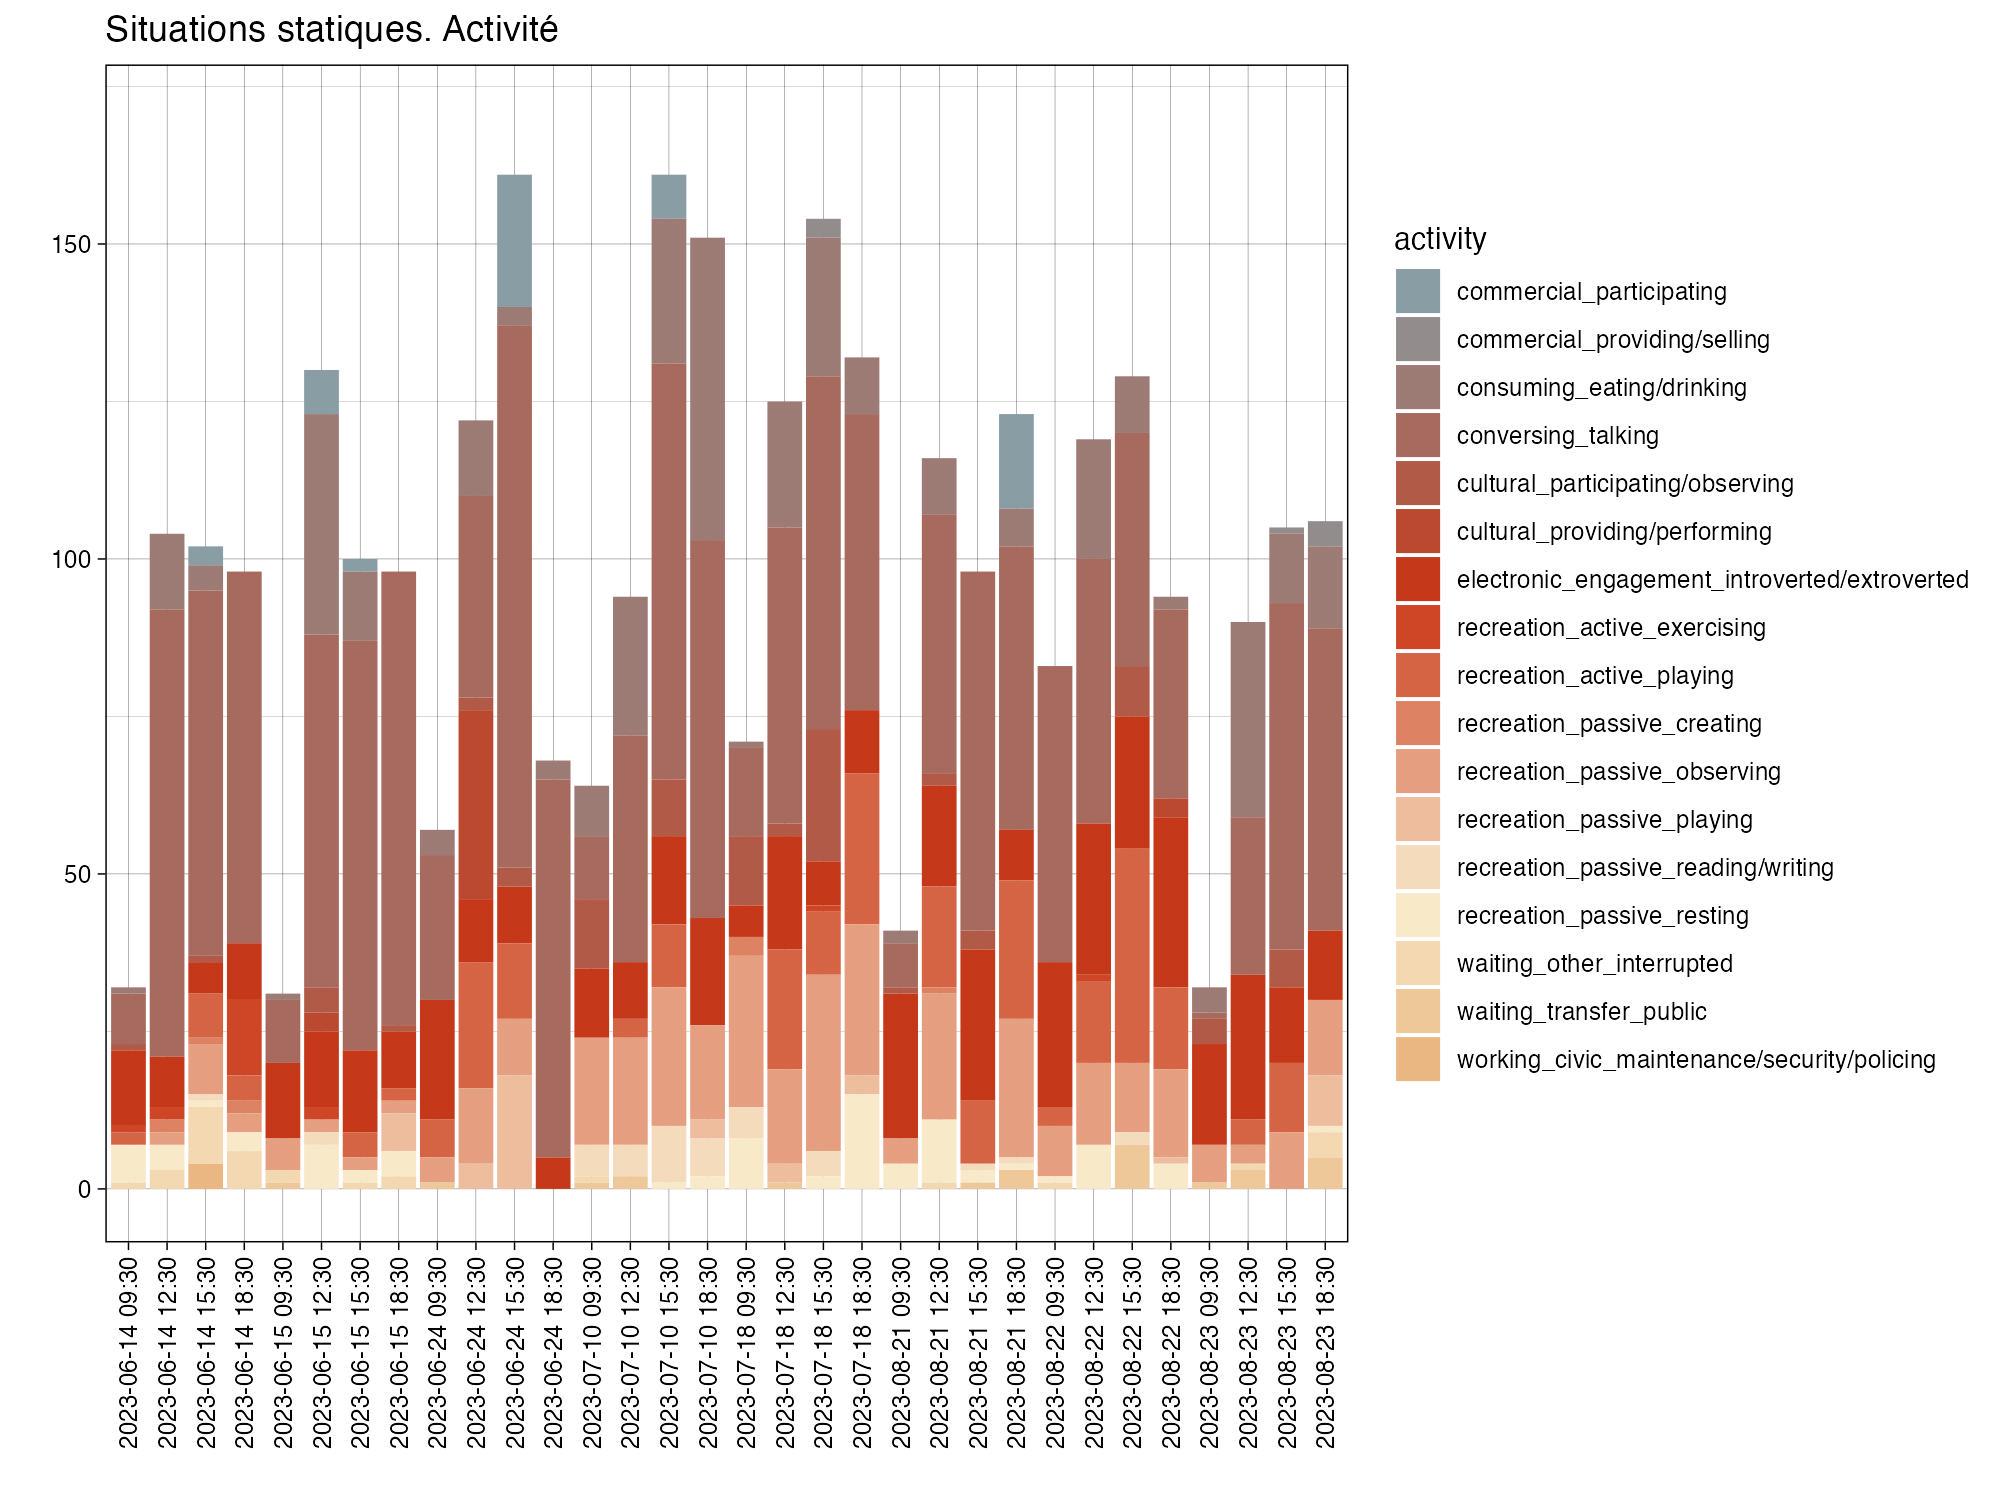 Situations statiques. Activité
150
100
50
0
2023-06-14 09:30
2023-06-14 12:30
2023-06-14 15:30
2023-06-14 18:30
2023-06-15 09:30
2023-06-15 12:30
2023-06-15 15:30
2023-06-15 18:30
2023-06-24 09:30
2023-06-24 12:30
2023-06-24 15:30
2023-06-24 18:30
2023-07-10 09:30
2023-07-10 12:30
2023-07-10 15:30
2023-07-10 18:30
2023-07-18 09:30
2023-07-18 12:30
2023-07-18 15:30
2023-07-18 18:30
2023-08-21 09:30
2023-08-21 12:30
2023-08-21 15:30
2023-08-21 18:30
2023-08-22 09:30
2023-08-22 12:30
2023-08-22 15:30
2023-08-22 18:30
2023-08-23 09:30
2023-08-23 12:30
2023-08-23 15:30
2023-08-23 18:30
activity
commercial_participating
commercial_providing/selling
consuming_eating/drinking
conversing_talking
cultural_participating/observing
cultural_providing/performing
electronic_engagement_introverted/extroverted
recreation_active_exercising
recreation_active_playing
recreation_passive_creating
recreation_passive_observing
recreation_passive_playing
recreation_passive_reading/writing
recreation_passive_resting
waiting_other_interrupted
waiting_transfer_public
working_civic_maintenance/security/policing